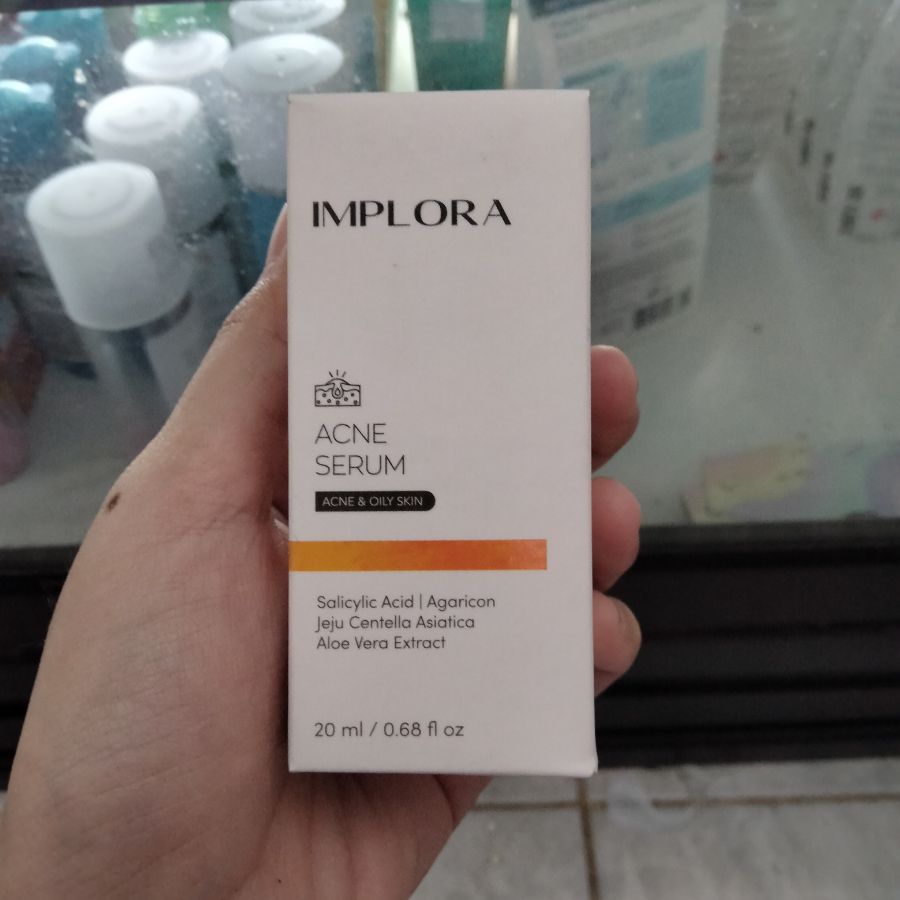 IMPLORA
ACNE
SERUM
ACNE & OILY SKIN
Salicylic Acid | Agaricon
Jeju Centella Asiatica
Aloe Vera Extract
20 ml / 0.68 fl oz